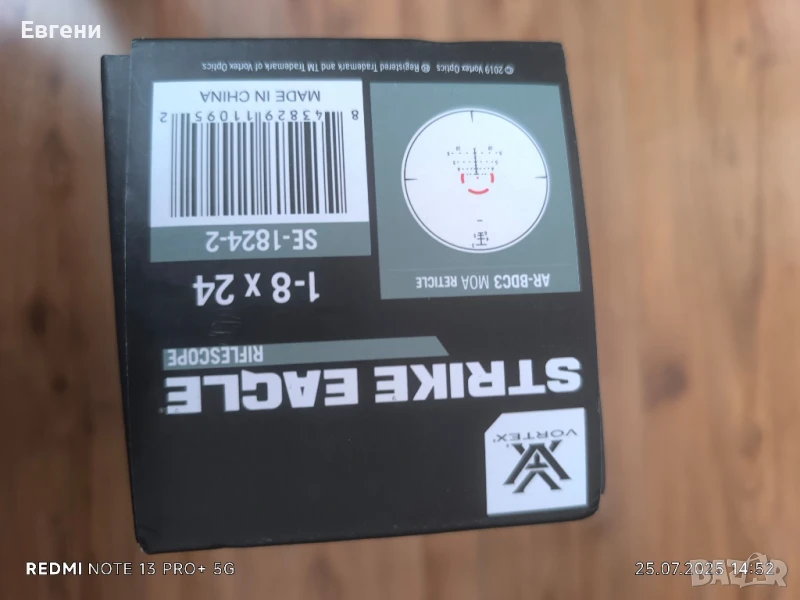 Евгени
VORTEX
STRIKE EAGLE
RIFLESCOPE
1-8 x 24
SE-1824-2
8 43829 11095 2
MADE IN CHINA
AR-BDC3 MOA RETICLE
© 2019 Vortex Optics ® Registered Trademark and TM Trademark of Vortex Optics.
REDMI NOTE 13 PRO+ 5G
25.07.2025 14:52
BAZAR